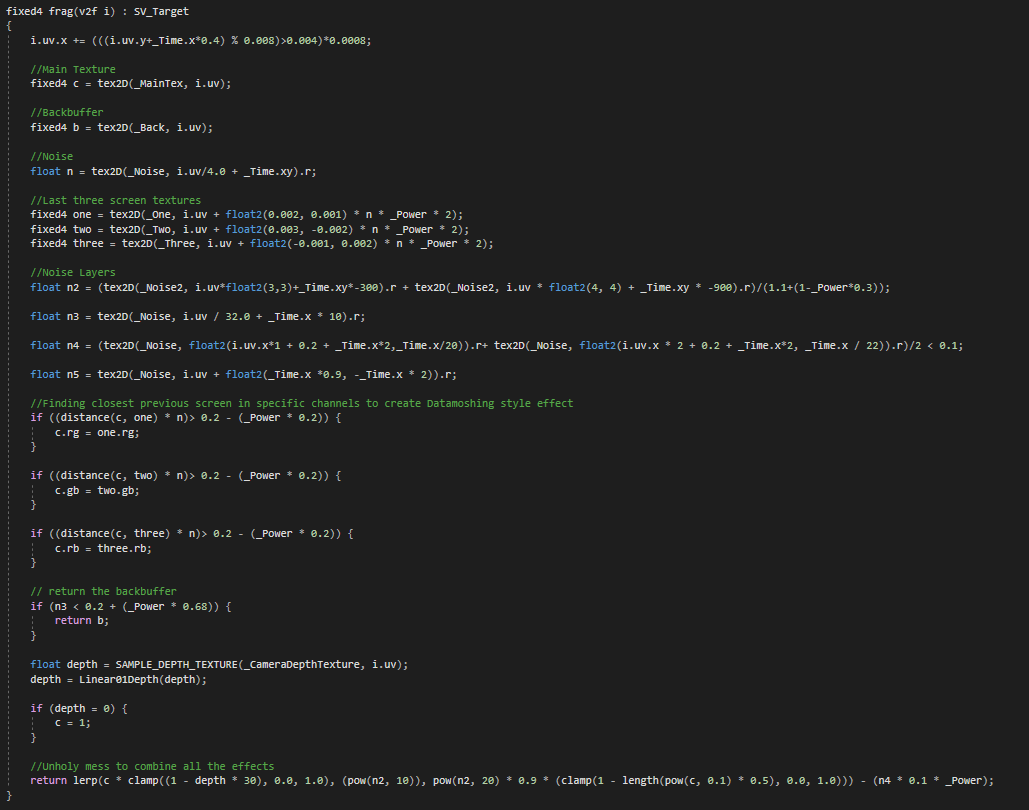 fixed4 frag(v2f i) : SV_Target
{
i.uv.x += (((i.uv.y+_Time.x*0.4) % 0.008)>0.004)*0.0008;
//Main Texture
fixed4 c = tex2D(_MainTex, i.uv);
//Backbuffer
fixed4 b = tex2D(_Back, i.uv);
//Noise
float n = tex2D(_Noise, i.uv/4.0 + _Time.xy).r;
//Last three screen textures
fixed4 one = tex2D(_One, i.uv + float2(0.002, 0.001) * n * _Power * 2);
fixed4 two = tex2D(_Two, i.uv + float2(0.003, -0.002) * n * _Power * 2);
fixed4 three = tex2D(_Three, i.uv + float2(-0.001, 0.002) * n * _Power * 2);
//Noise Layers
float n2 = (tex2D(_Noise2, i.uv*float2(3,3)+_Time.xy*-300).r + tex2D(_Noise2, i.uv * float2(4, 4) + _Time.xy * -900).r)/(1.1+(1-_Power*0.3));
float n3 = tex2D(_Noise, i.uv / 32.0 + _Time.x * 10).r;
float n4 = (tex2D(_Noise, float2(i.uv.x*1 + 0.2 + _Time.x*2,_Time.x/20)).r+ tex2D(_Noise, float2(i.uv.x * 2 + 0.2 + _Time.x*2, _Time.x / 22)).r)/2 < 0.1;
float n5 = tex2D(_Noise, i.uv + float2(_Time.x *0.9, -_Time.x * 2)).r;
//Finding closest previous screen in specific channels to create Datamoshing style effect
if ((distance(c, one) * n)> 0.2 - (_Power * 0.2)) {
c.rg = one.rg;
}
if ((distance(c, two) * n)> 0.2 - (_Power * 0.2)) {
c.gb = two.gb;
}
if ((distance(c, three) * n)> 0.2 - (_Power * 0.2)) {
c.rb = three.rb;
}
// return the backbuffer
if (n3 < 0.2 + (_Power * 0.68)) {
return b;
}
float depth = SAMPLE_DEPTH_TEXTURE(_CameraDepthTexture, i.uv);
depth = Linear01Depth(depth);
if (depth = 0) {
c = 1;
}
//Unholy mess to combine all the effects
return lerp(c * clamp((1 - depth * 30), 0.0, 1.0), (pow(n2, 10)), pow(n2, 20) * 0.9 * (clamp(1 - length(pow(c, 0.1) * 0.5), 0.0, 1.0))) - (n4 * 0.1 * _Power);
}